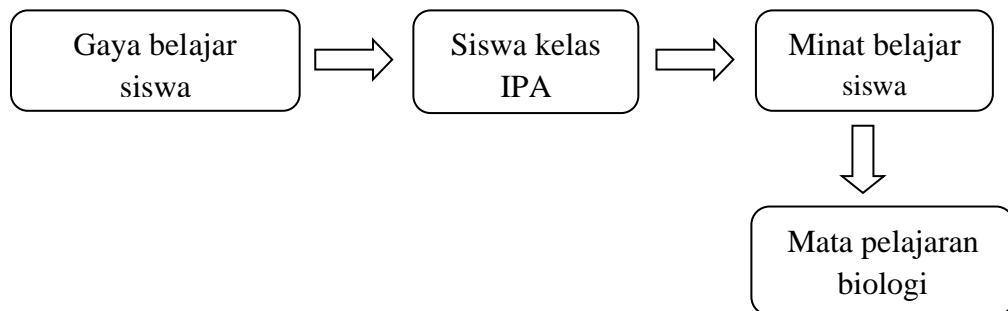 Gaya belajar
siswa
Siswa kelas
IPA
Minat belajar
siswa
Mata pelajaran
biologi